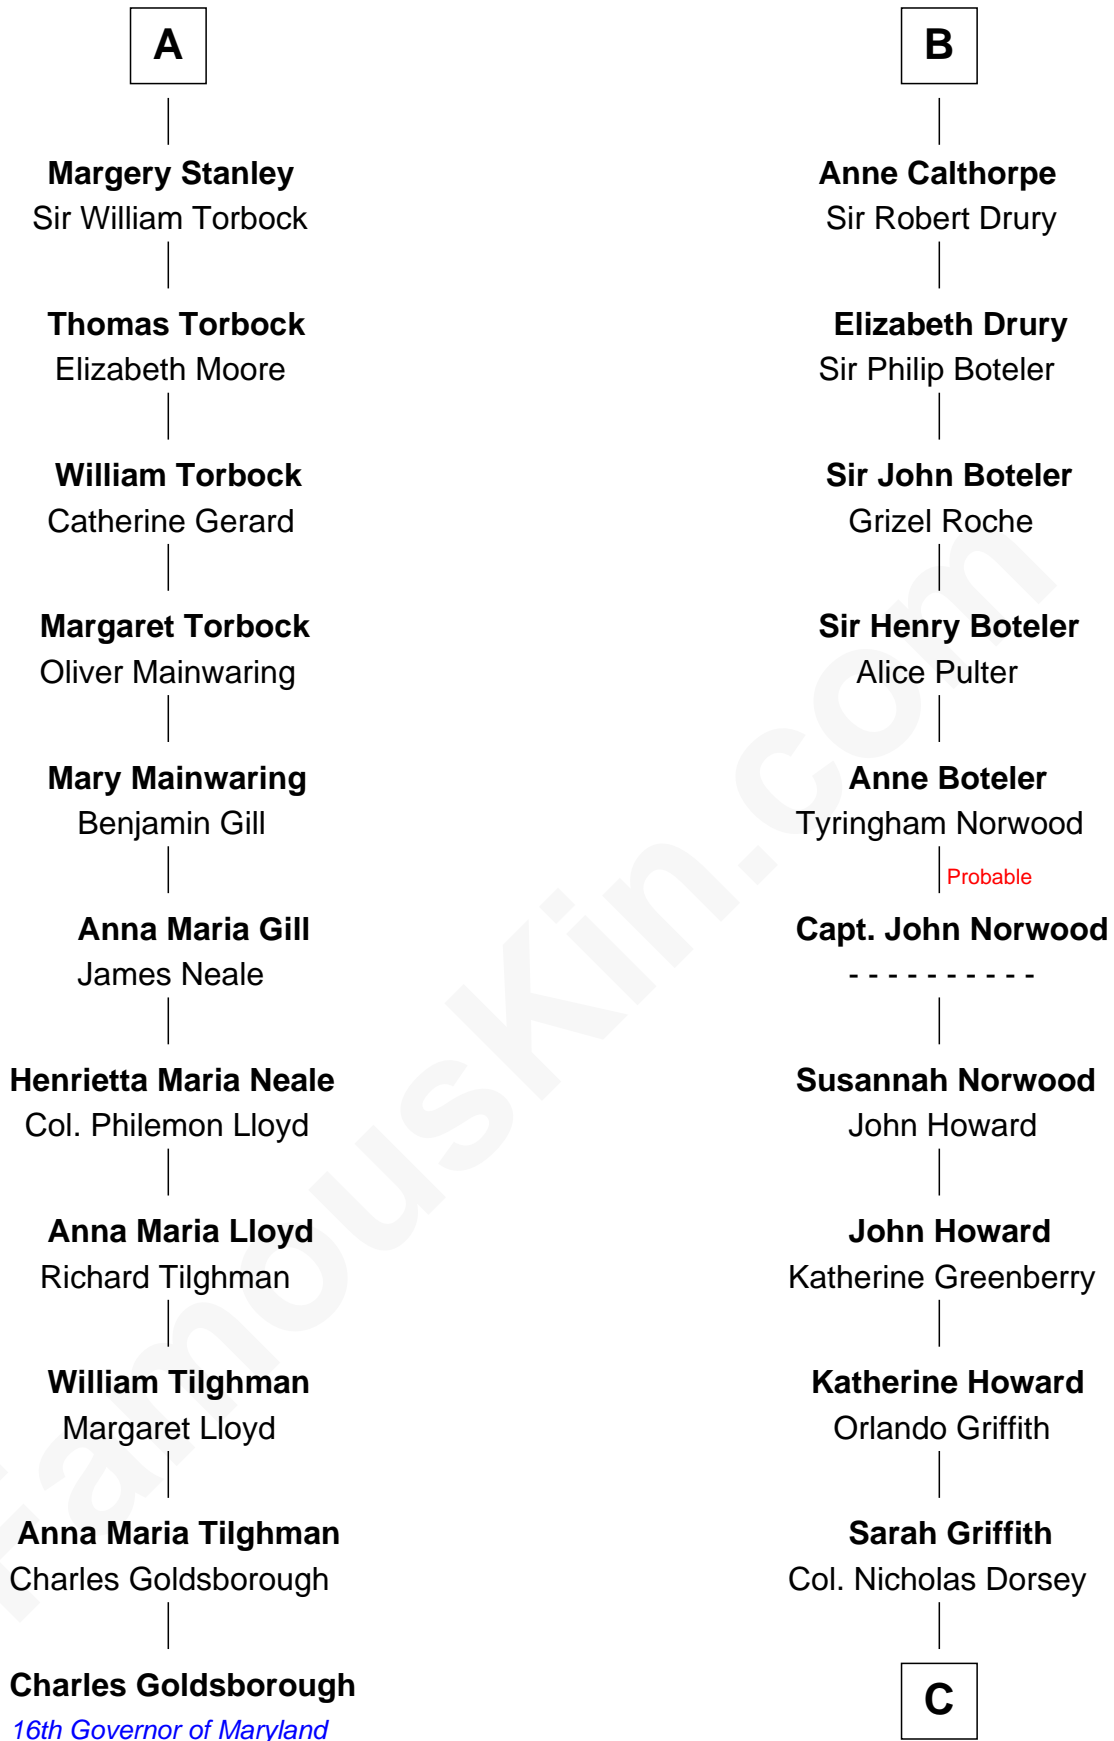 A
Margery Stanley
Sir William Torbock
Thomas Torbock
Elizabeth Moore
William Torbock
Catherine Gerard
Margaret Torbock
Oliver Mainwaring
Mary Mainwaring
Benjamin Gill
Anna Maria Gill
James Neale
Henrietta Maria Neale
Col. Philemon Lloyd
Anna Maria Lloyd
Richard Tilghman
William Tilghman
Margaret Lloyd
Anna Maria Tilghman
Charles Goldsborough
Charles Goldsborough
16th Governor of Maryland
B
Anne Calthorpe
Sir Robert Drury
Elizabeth Drury
Sir Philip Boteler
Sir John Boteler
Grizel Roche
Sir Henry Boteler
Alice Pulter
Anne Boteler
Tyringham Norwood
Probable
Capt. John Norwood
- - - - - - - - - -
Susannah Norwood
John Howard
John Howard
Katherine Greenberry
Katherine Howard
Orlando Griffith
Sarah Griffith
Col. Nicholas Dorsey
C
FamousKin.com